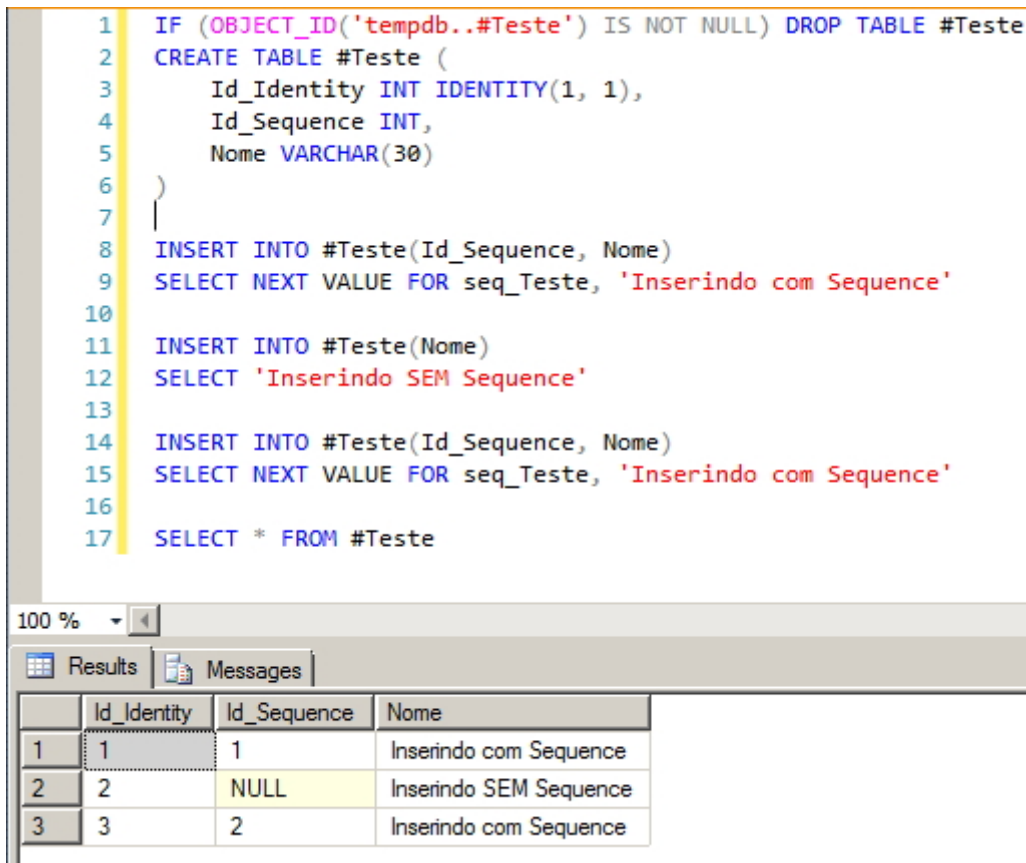 1 IF (OBJECT_ID('tempdb..#Teste') IS NOT NULL) DROP TABLE #Teste
2 CREATE TABLE #Teste (
3 Id_Identity INT IDENTITY(1, 1),
4 Id_Sequence INT,
5 Nome VARCHAR(30)
6 )
7
8 INSERT INTO #Teste(Id_Sequence, Nome)
9 SELECT NEXT VALUE FOR seq_Teste, 'Inserindo com Sequence'
10
11 INSERT INTO #Teste(Nome)
12 SELECT 'Inserindo SEM Sequence'
13
14 INSERT INTO #Teste(Id_Sequence, Nome)
15 SELECT NEXT VALUE FOR seq_Teste, 'Inserindo com Sequence'
16
17 SELECT * FROM #Teste
100 %
Results Messages
Id_Identity Id_Sequence Nome
1 1 1 Inserindo com Sequence
2 2 NULL Inserindo SEM Sequence
3 3 2 Inserindo com Sequence